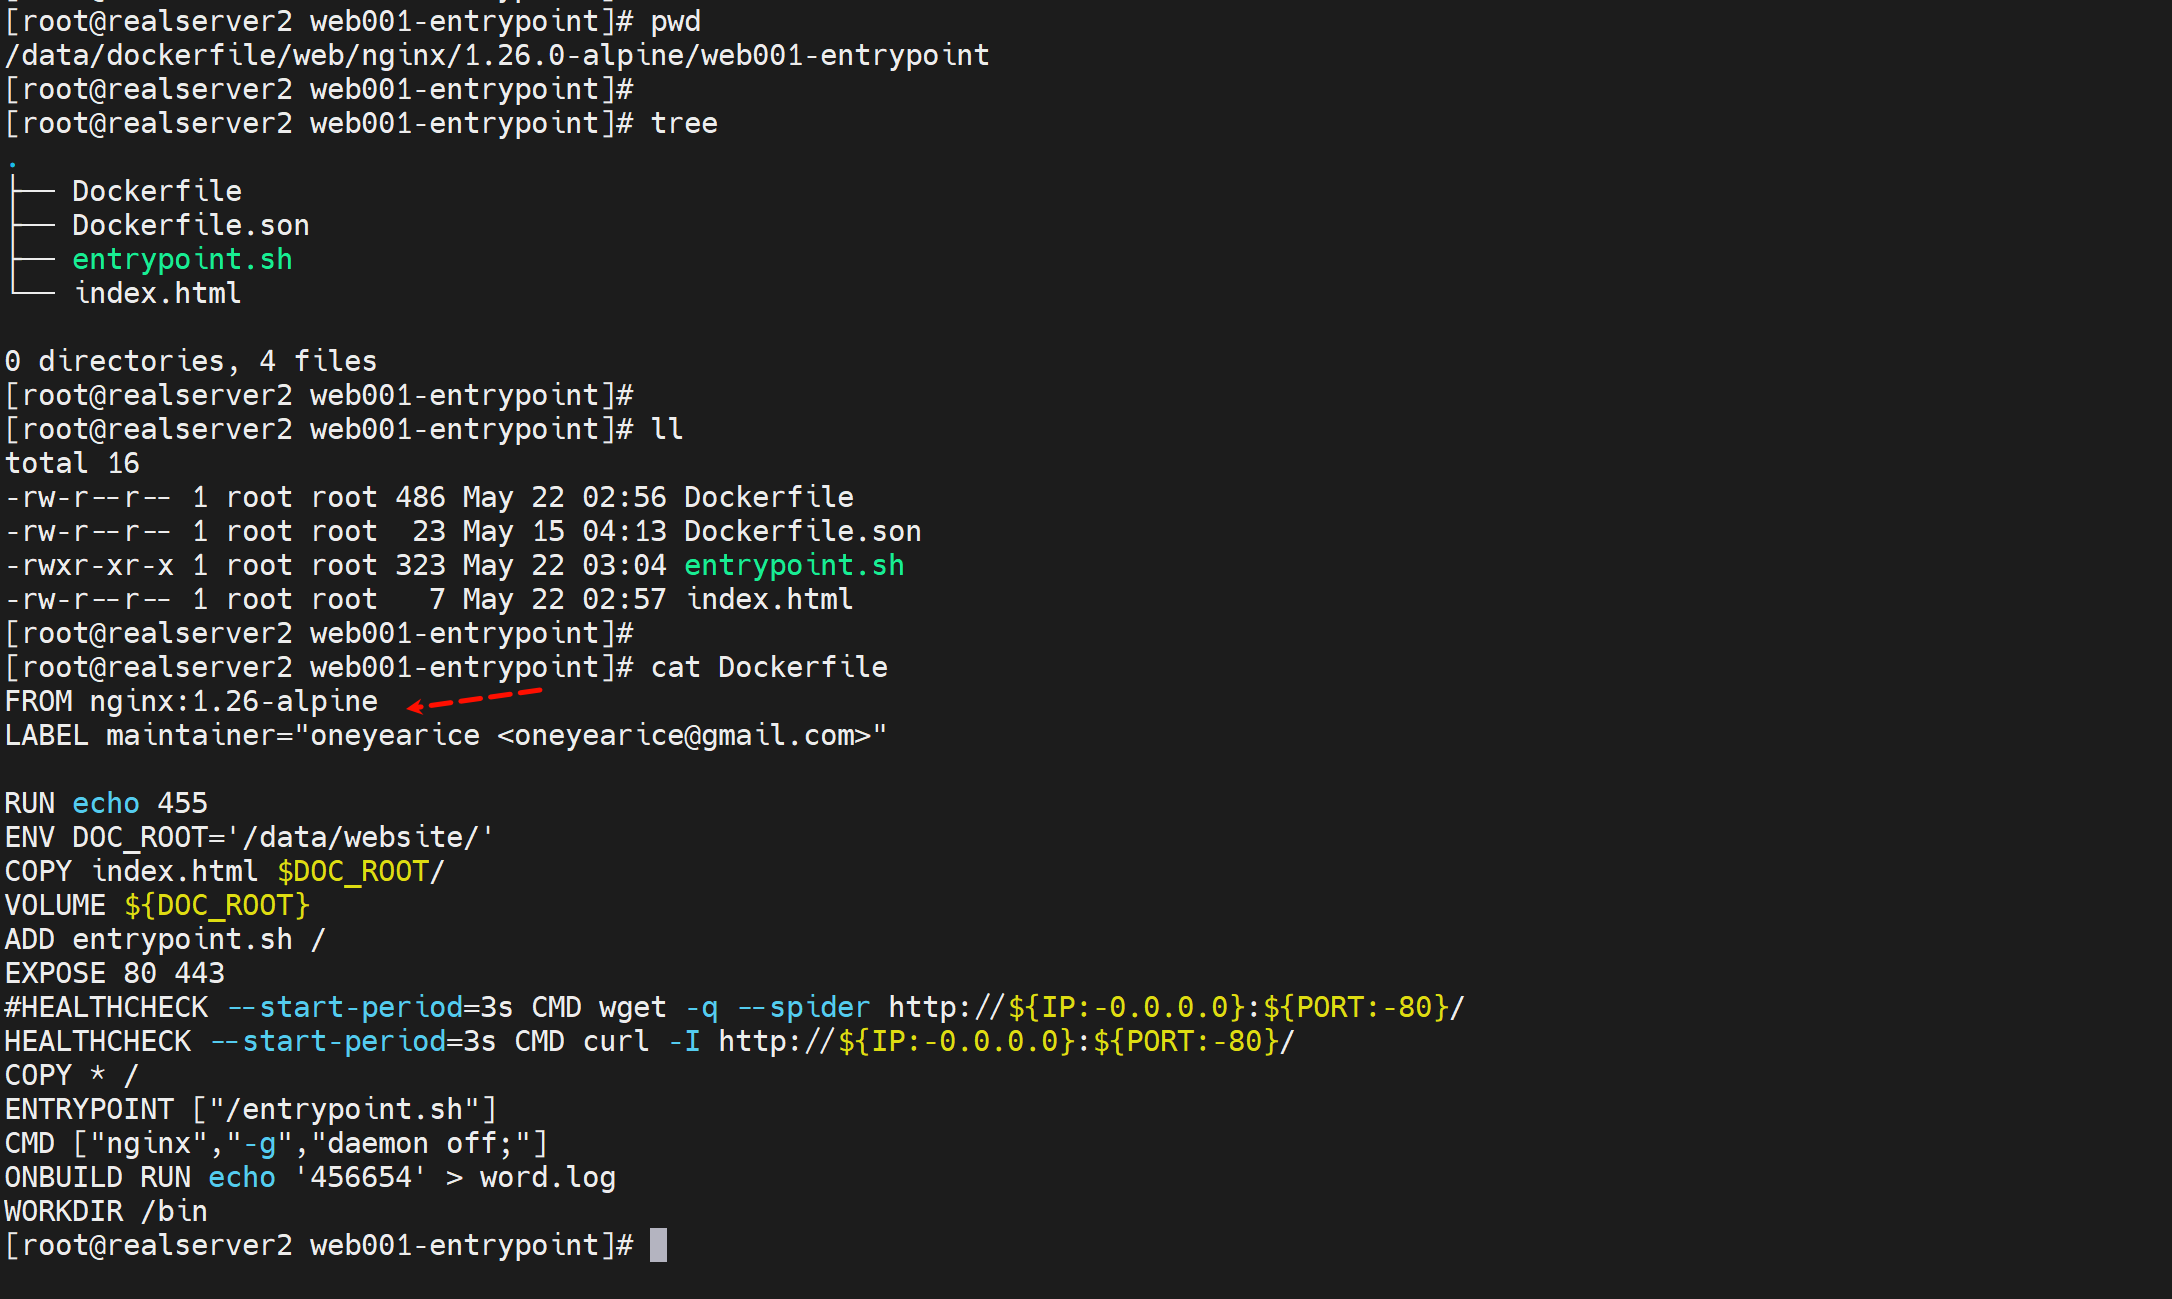 [root@realserver2 web001-entrypoint]# pwd
/data/dockerfile/web/nginx/1.26.0-alpine/web001-entrypoint
[root@realserver2 web001-entrypoint]#
[root@realserver2 web001-entrypoint]# tree
.
├── Dockerfile
├── Dockerfile.son
├── entrypoint.sh
└── index.html

0 directories, 4 files
[root@realserver2 web001-entrypoint]#
[root@realserver2 web001-entrypoint]# ll
total 16
-rw-r--r-- 1 root root 486 May 22 02:56 Dockerfile
-rw-r--r-- 1 root root  23 May 15 04:13 Dockerfile.son
-rwxr-xr-x 1 root root 323 May 22 03:04 entrypoint.sh
-rw-r--r-- 1 root root   7 May 22 02:57 index.html
[root@realserver2 web001-entrypoint]#
[root@realserver2 web001-entrypoint]# cat Dockerfile
FROM nginx:1.26-alpine
LABEL maintainer="oneyearice <oneyearice@gmail.com>"

RUN echo 455
ENV DOC_ROOT='/data/website/'
COPY index.html $DOC_ROOT/
VOLUME ${DOC_ROOT}
ADD entrypoint.sh /
EXPOSE 80 443
#HEALTHCHECK --start-period=3s CMD wget -q --spider http://${IP:-0.0.0.0}:${PORT:-80}/
HEALTHCHECK --start-period=3s CMD curl -I http://${IP:-0.0.0.0}:${PORT:-80}/
COPY * /
ENTRYPOINT ["/entrypoint.sh"]
CMD ["nginx","-g","daemon off;"]
ONBUILD RUN echo '456654' > word.log
WORKDIR /bin
[root@realserver2 web001-entrypoint]#